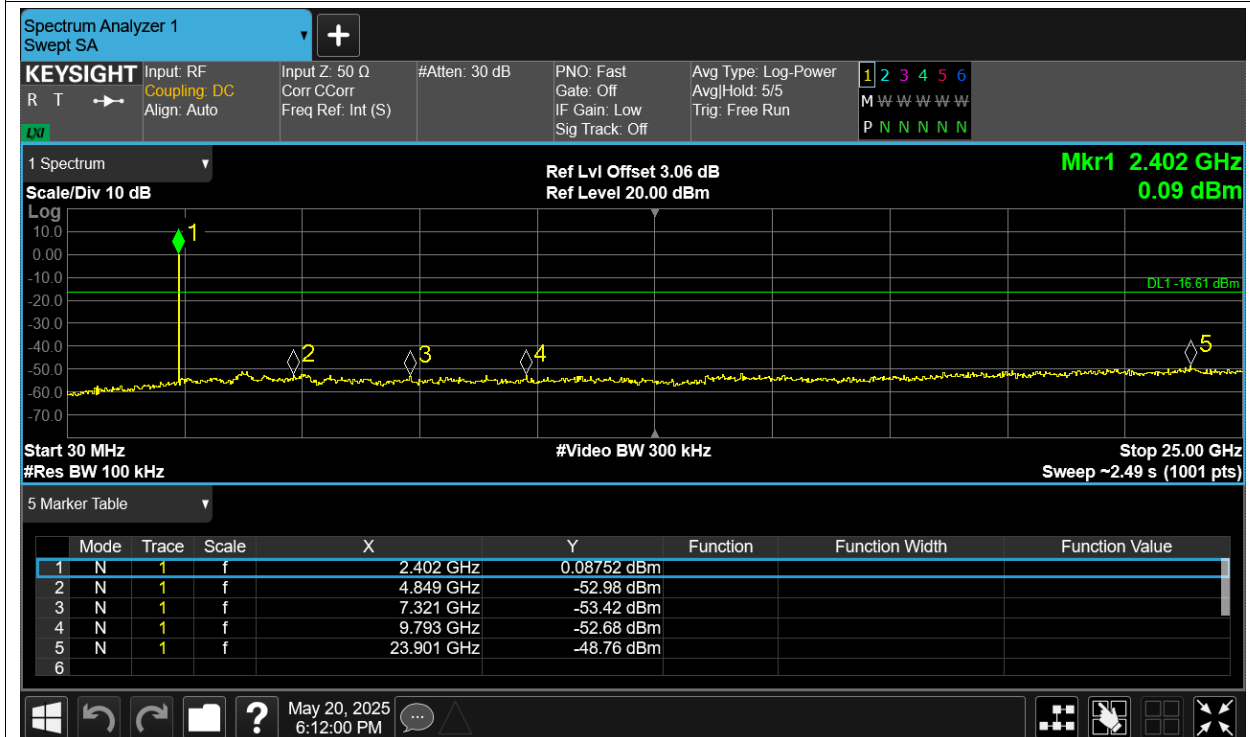 Spectrum Analyzer 1
Swept SA
+
KEYSIGHT Input: RF Input Z: 50 Ω #Atten: 30 dB PNO: Fast Avg Type: Log-Power 1 2 3 4 5 6
R T Coupling: DC Corr CCorr Gate: Off Avg|Hold: 5/5 M W W W W W
Align: Auto Freq Ref: Int (S) IF Gain: Low Trig: Free Run P N N N N N
LXI Sig Track: Off
1 Spectrum Ref Lvl Offset 3.06 dB Mkr1 2.402 GHz
Scale/Div 10 dB Ref Level 20.00 dBm 0.09 dBm
Log
10.0 1
0.00
-10.0 DL1 -16.61 dBm
-20.0
-30.0
-40.0 2 3 4 5
-50.0
-60.0
-70.0
Start 30 MHz #Video BW 300 kHz Stop 25.00 GHz
#Res BW 100 kHz Sweep ~2.49 s (1001 pts)
5 Marker Table
Mode Trace Scale X Y Function Function Width Function Value
1 N 1 f 2.402 GHz 0.08752 dBm
2 N 1 f 4.849 GHz -52.98 dBm
3 N 1 f 7.321 GHz -53.42 dBm
4 N 1 f 9.793 GHz -52.68 dBm
5 N 1 f 23.901 GHz -48.76 dBm
6
? May 20, 2025
6:12:00 PM